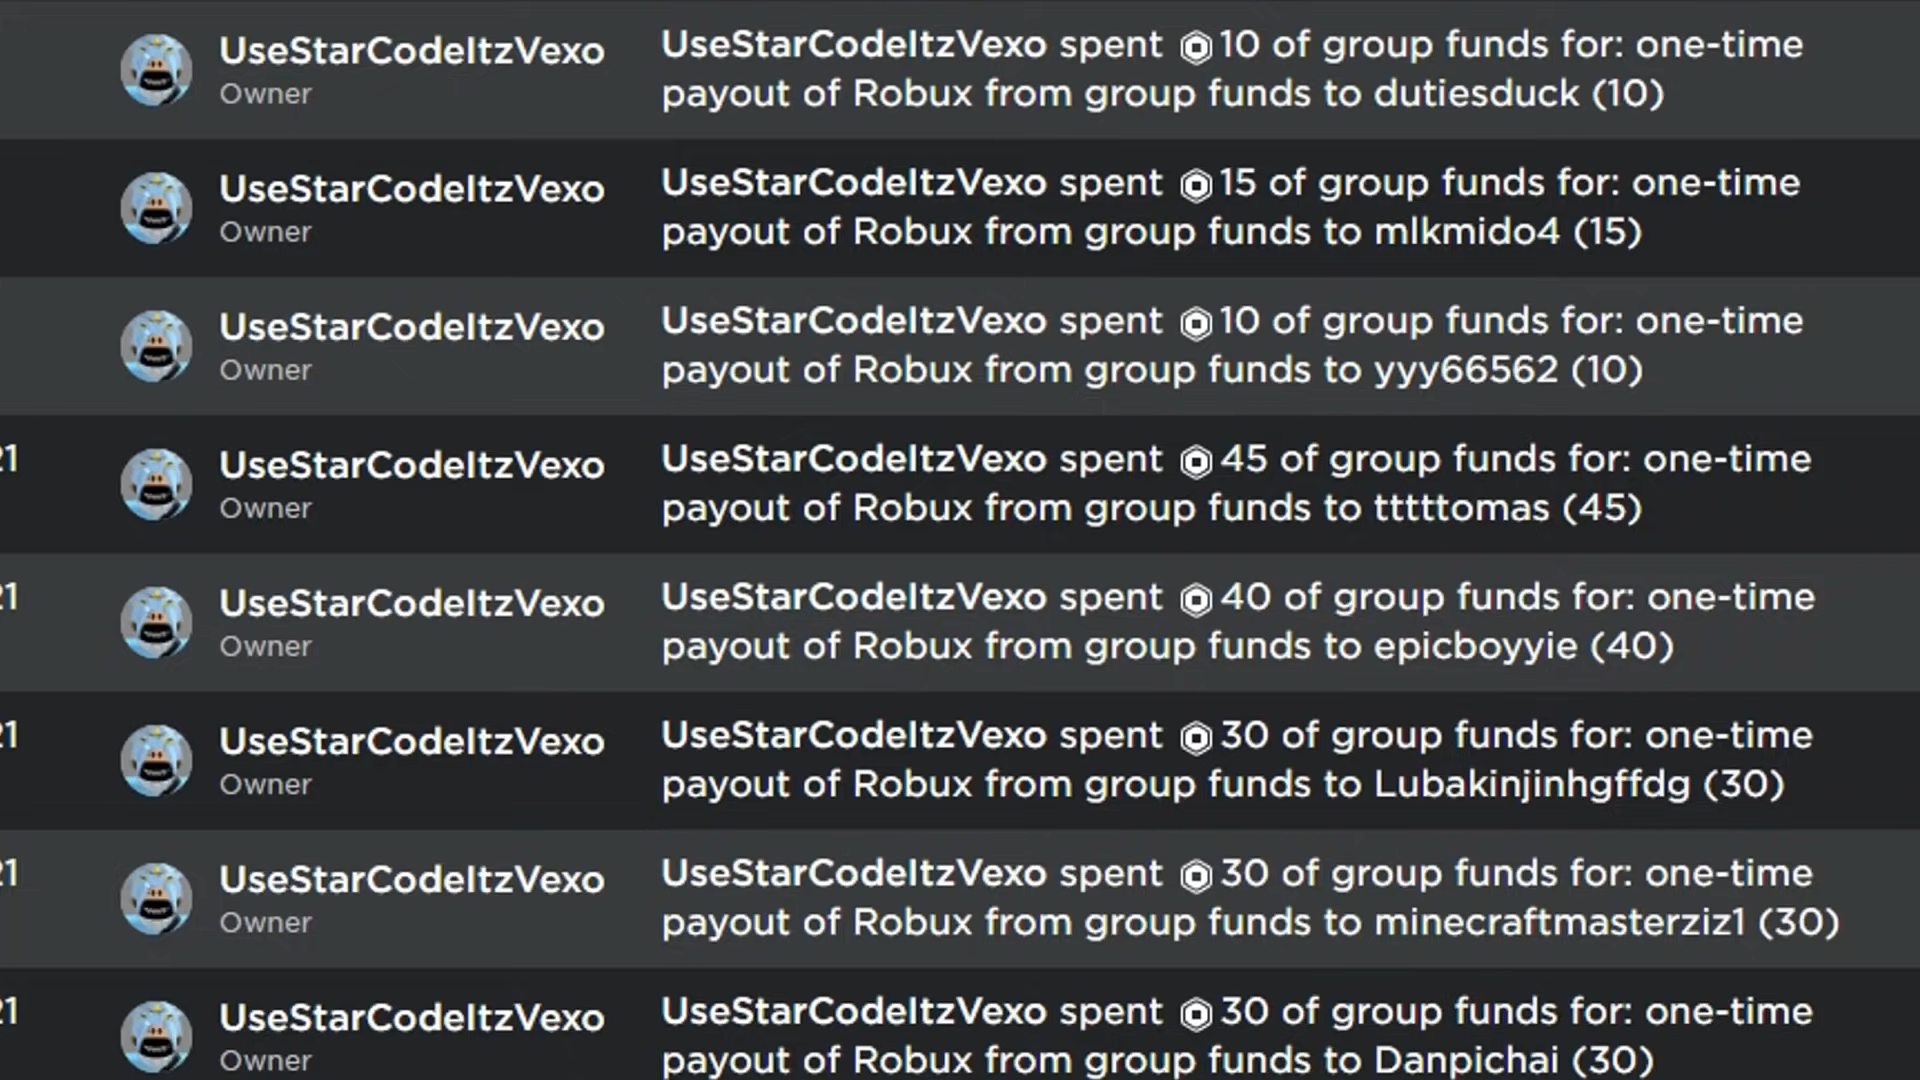 UseStarCodeItzVexo
Owner
UseStarCodeItzVexo spent 10 of group funds for: one-time
payout of Robux from group funds to dutiesduck (10)
UseStarCodeItzVexo
Owner
UseStarCodeItzVexo spent 15 of group funds for: one-time
payout of Robux from group funds to mlkmido4 (15)
UseStarCodeItzVexo
Owner
UseStarCodeItzVexo spent 10 of group funds for: one-time
payout of Robux from group funds to yyy66562 (10)
21
UseStarCodeItzVexo
Owner
UseStarCodeItzVexo spent 45 of group funds for: one-time
payout of Robux from group funds to tttttomas (45)
21
UseStarCodeItzVexo
Owner
UseStarCodeItzVexo spent 40 of group funds for: one-time
payout of Robux from group funds to epicboyyie (40)
21
UseStarCodeItzVexo
Owner
UseStarCodeItzVexo spent 30 of group funds for: one-time
payout of Robux from group funds to Lubakinjinhgffdg (30)
21
UseStarCodeItzVexo
Owner
UseStarCodeItzVexo spent 30 of group funds for: one-time
payout of Robux from group funds to minecraftmasterziz1 (30)
21
UseStarCodeItzVexo
Owner
UseStarCodeItzVexo spent 30 of group funds for: one-time
payout of Robux from group funds to Danpichai (30)